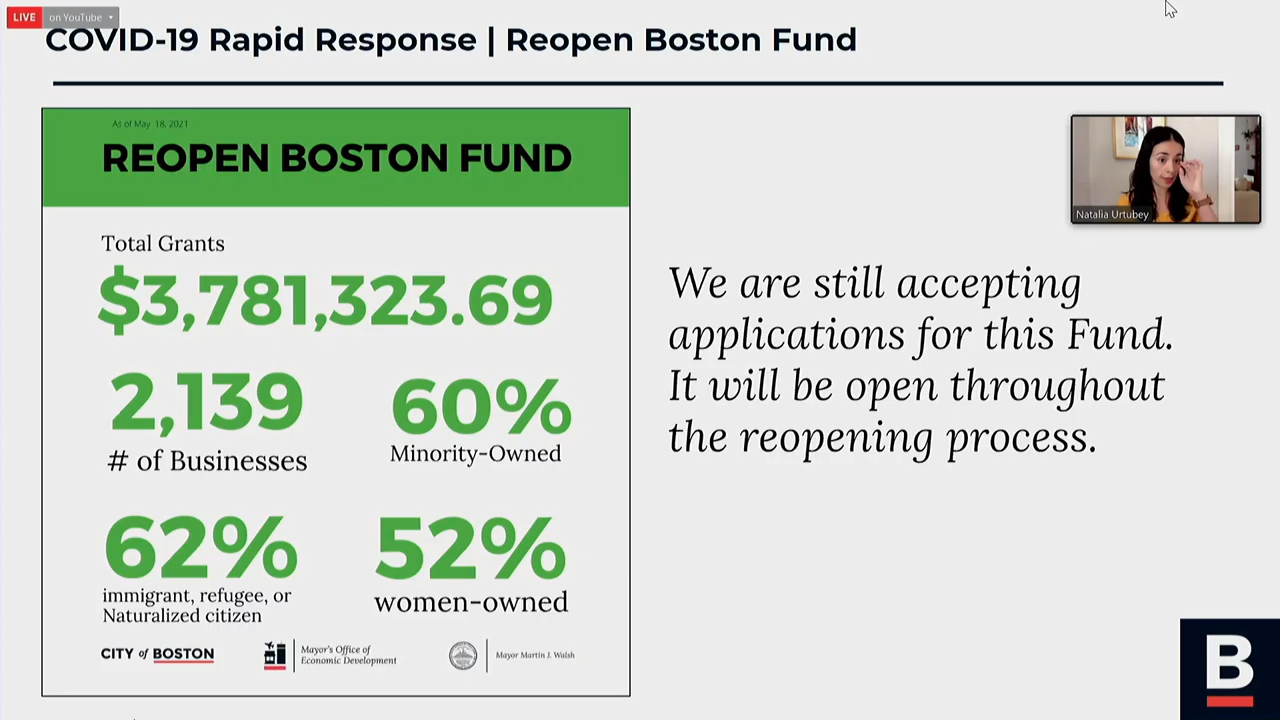 LIVE on YouTube
COVID-19 Rapid Response | Reopen Boston Fund
As of May 18, 2021
REOPEN BOSTON FUND
Total Grants
$3,781,323.69
2,139
# of Businesses
60%
Minority-Owned
62%
immigrant, refugee, or
Naturalized citizen
52%
women-owned
CITY of BOSTON
Mayor's Office of
Economic Development
Mayor Martin J. Walsh
Natalia Urtubey
We are still accepting
applications for this Fund.
It will be open throughout
the reopening process.
B